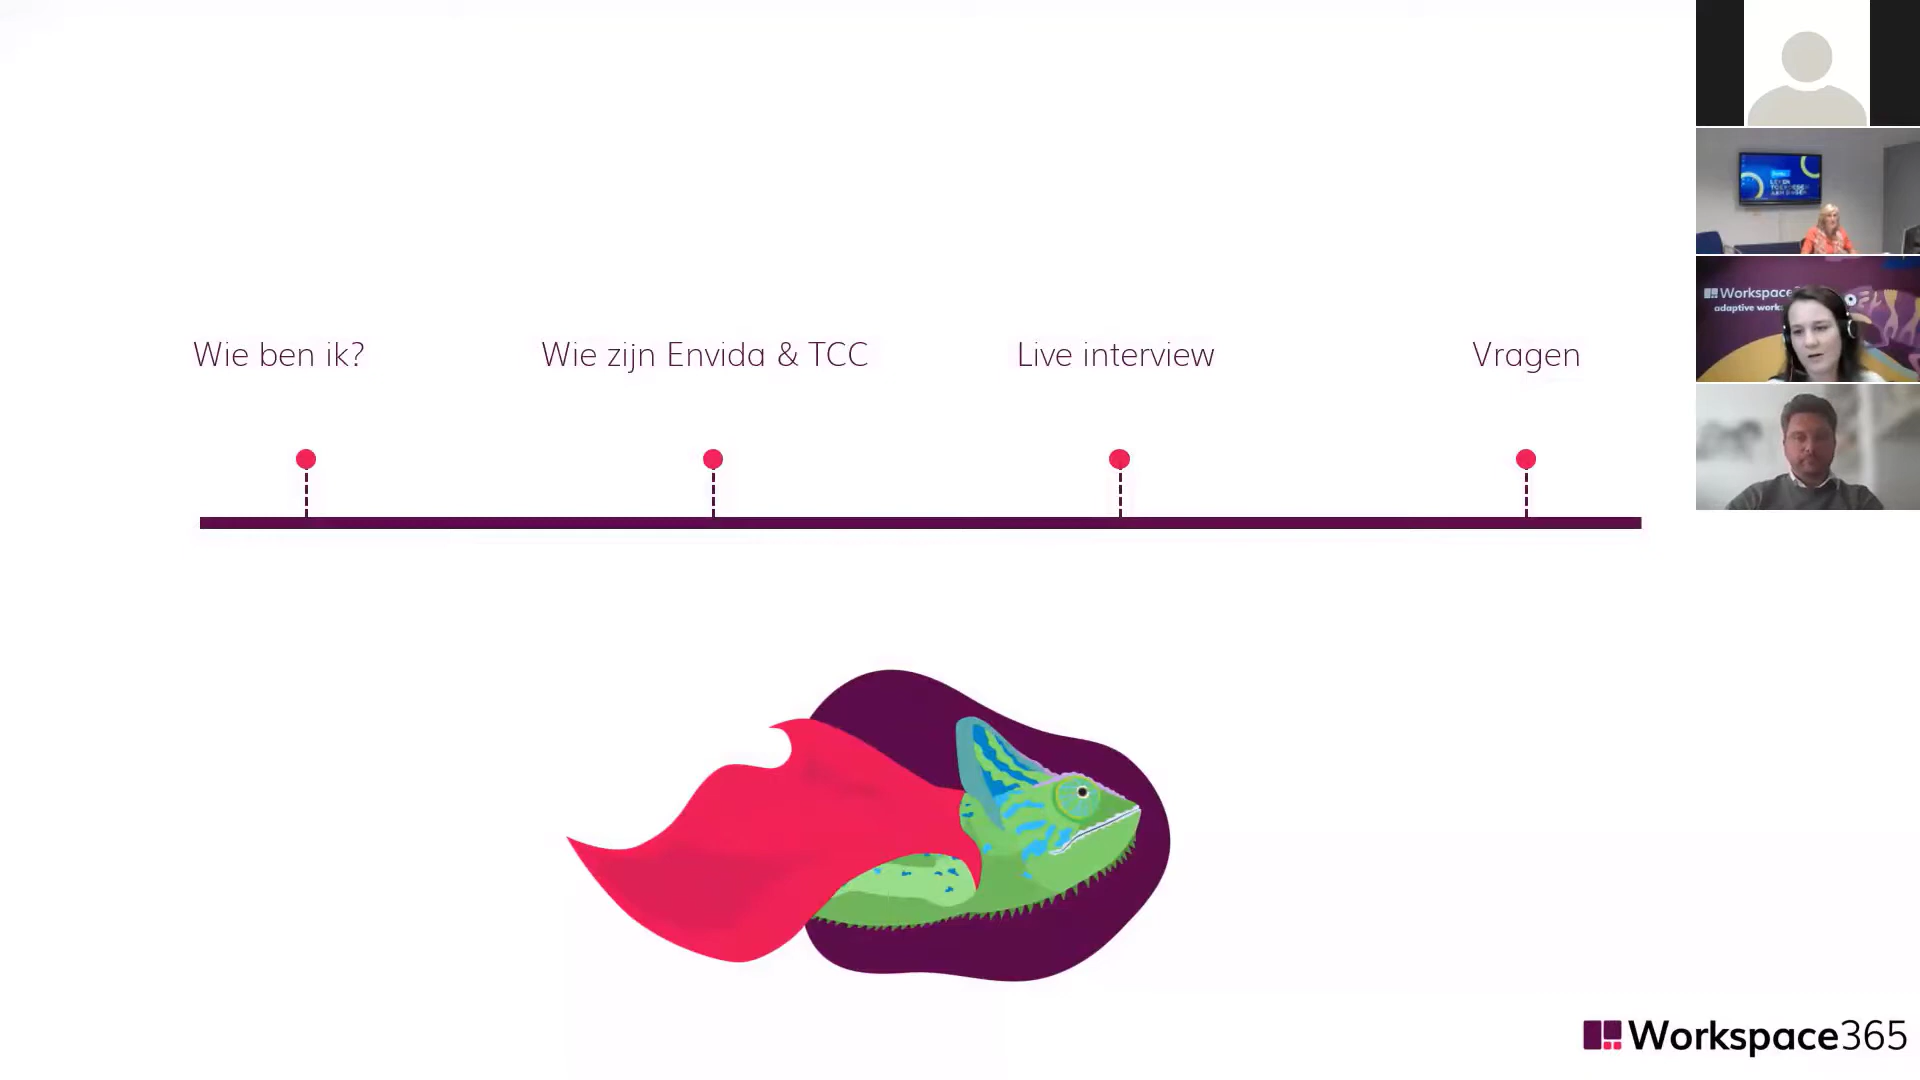 Wie ben ik?
Wie zijn Envida & TCC
Live interview
Vragen
Workspace
adaptive work
Workspace365